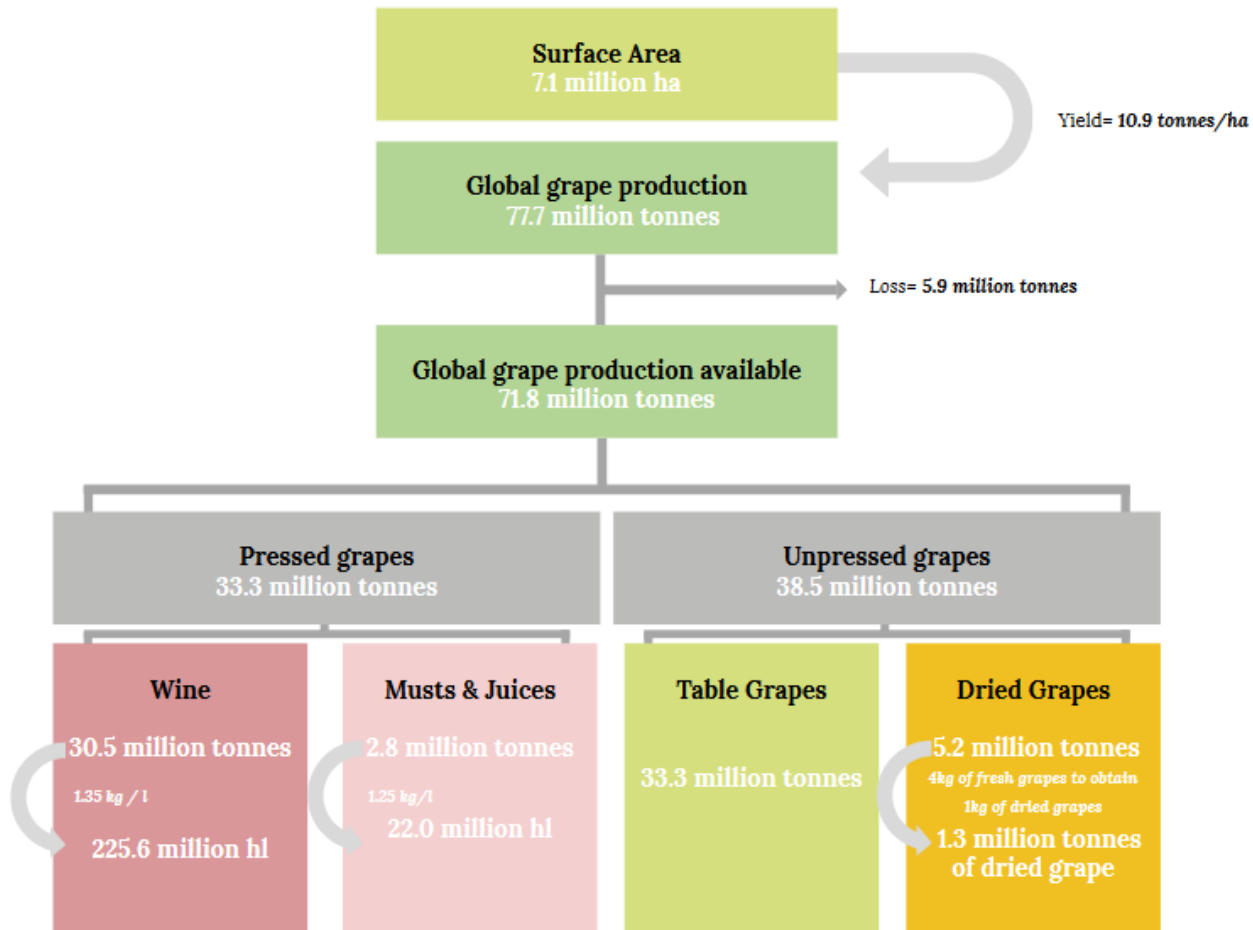 Surface Area
7.1 million ha
Yield= 10.9 tonnes/ha
Global grape production
77.7 million tonnes
Loss= 5.9 million tonnes
Global grape production available
71.8 million tonnes
Pressed grapes
33.3 million tonnes
Unpressed grapes
38.5 million tonnes
Wine
30.5 million tonnes
1.35 kg / l
225.6 million hl
Musts & Juices
2.8 million tonnes
1.25 kg/l
22.0 million hl
Table Grapes
33.3 million tonnes
Dried Grapes
5.2 million tonnes
4kg of fresh grapes to obtain
1kg of dried grapes
1.3 million tonnes
of dried grape